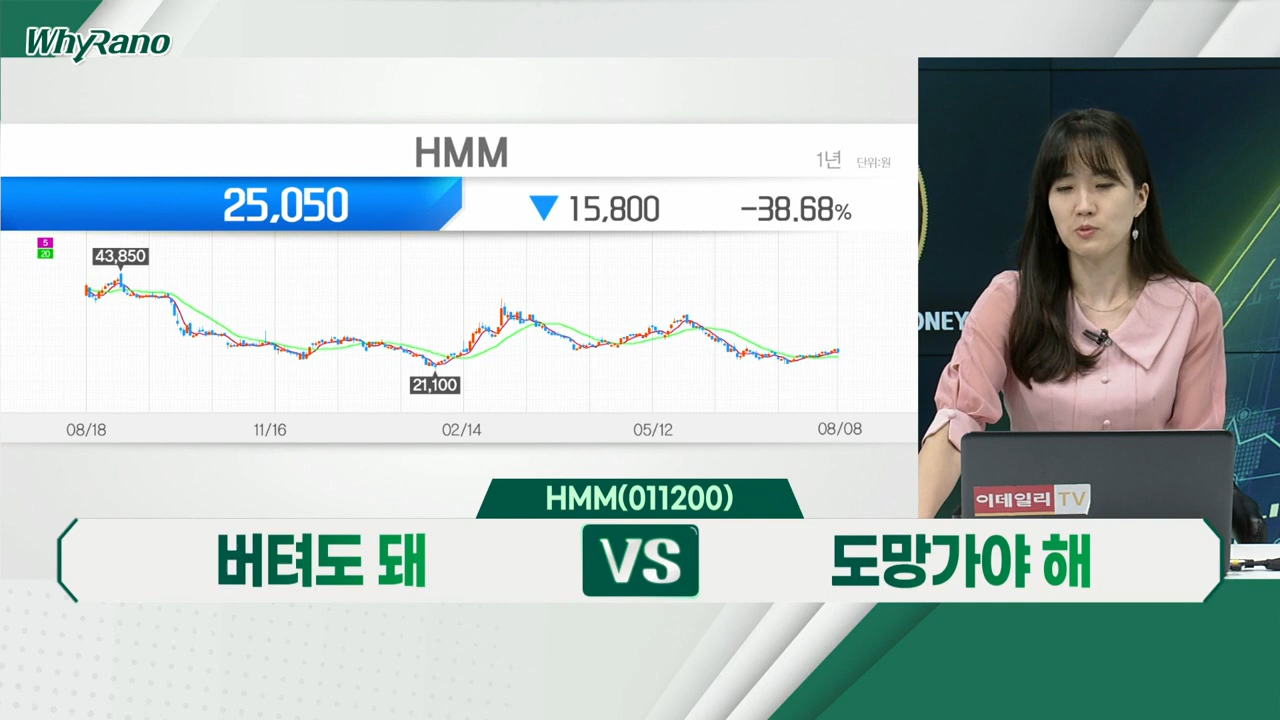 WhyRano
HMM
1년 단위:원
25,050 ▼ 15,800 -38.68%
5
20
43,850
21,100
08/18 11/16 02/14 05/12 08/08
ONEY
이데일리 TV
HMM(011200)
버텨도 돼 VS 도망가야 해